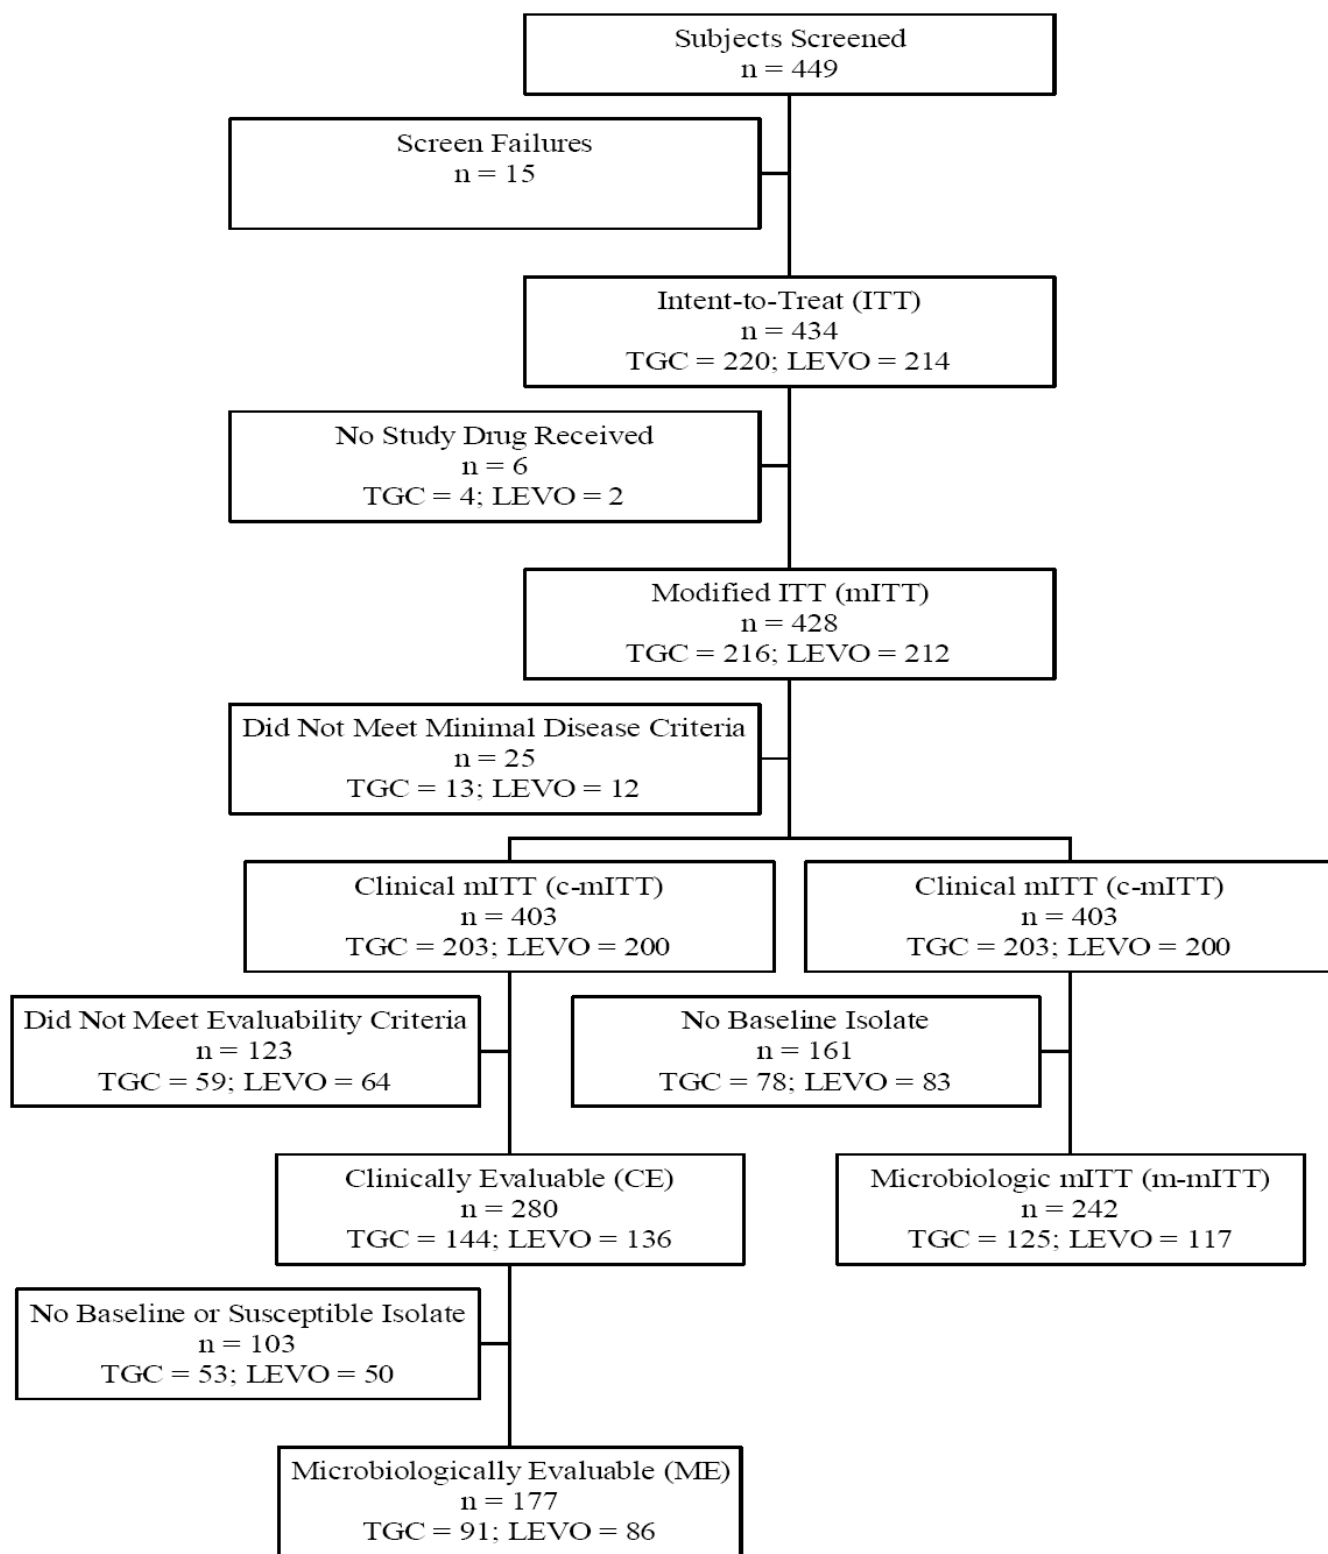 Subjects Screened
n = 449
Screen Failures
n = 15
Intent-to-Treat (ITT)
n = 434
TGC = 220; LEVO = 214
No Study Drug Received
n = 6
TGC = 4; LEVO = 2
Modified ITT (mITT)
n = 428
TGC = 216; LEVO = 212
Did Not Meet Minimal Disease Criteria
n = 25
TGC = 13; LEVO = 12
Clinical mITT (c-mITT)
n = 403
TGC = 203; LEVO = 200
Clinical mITT (c-mITT)
n = 403
TGC = 203; LEVO = 200
Did Not Meet Evaluability Criteria
n = 123
TGC = 59; LEVO = 64
No Baseline Isolate
n = 161
TGC = 78; LEVO = 83
Clinically Evaluable (CE)
n = 280
TGC = 144; LEVO = 136
Microbiologic mITT (m-mITT)
n = 242
TGC = 125; LEVO = 117
No Baseline or Susceptible Isolate
n = 103
TGC = 53; LEVO = 50
Microbiologically Evaluable (ME)
n = 177
TGC = 91; LEVO = 86